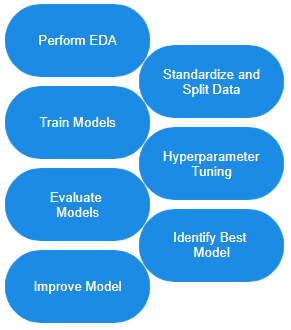 Perform EDA
Standardize and
Split Data
Train Models
Hyperparameter
Tuning
Evaluate
Models
Identify Best
Model
Improve Model